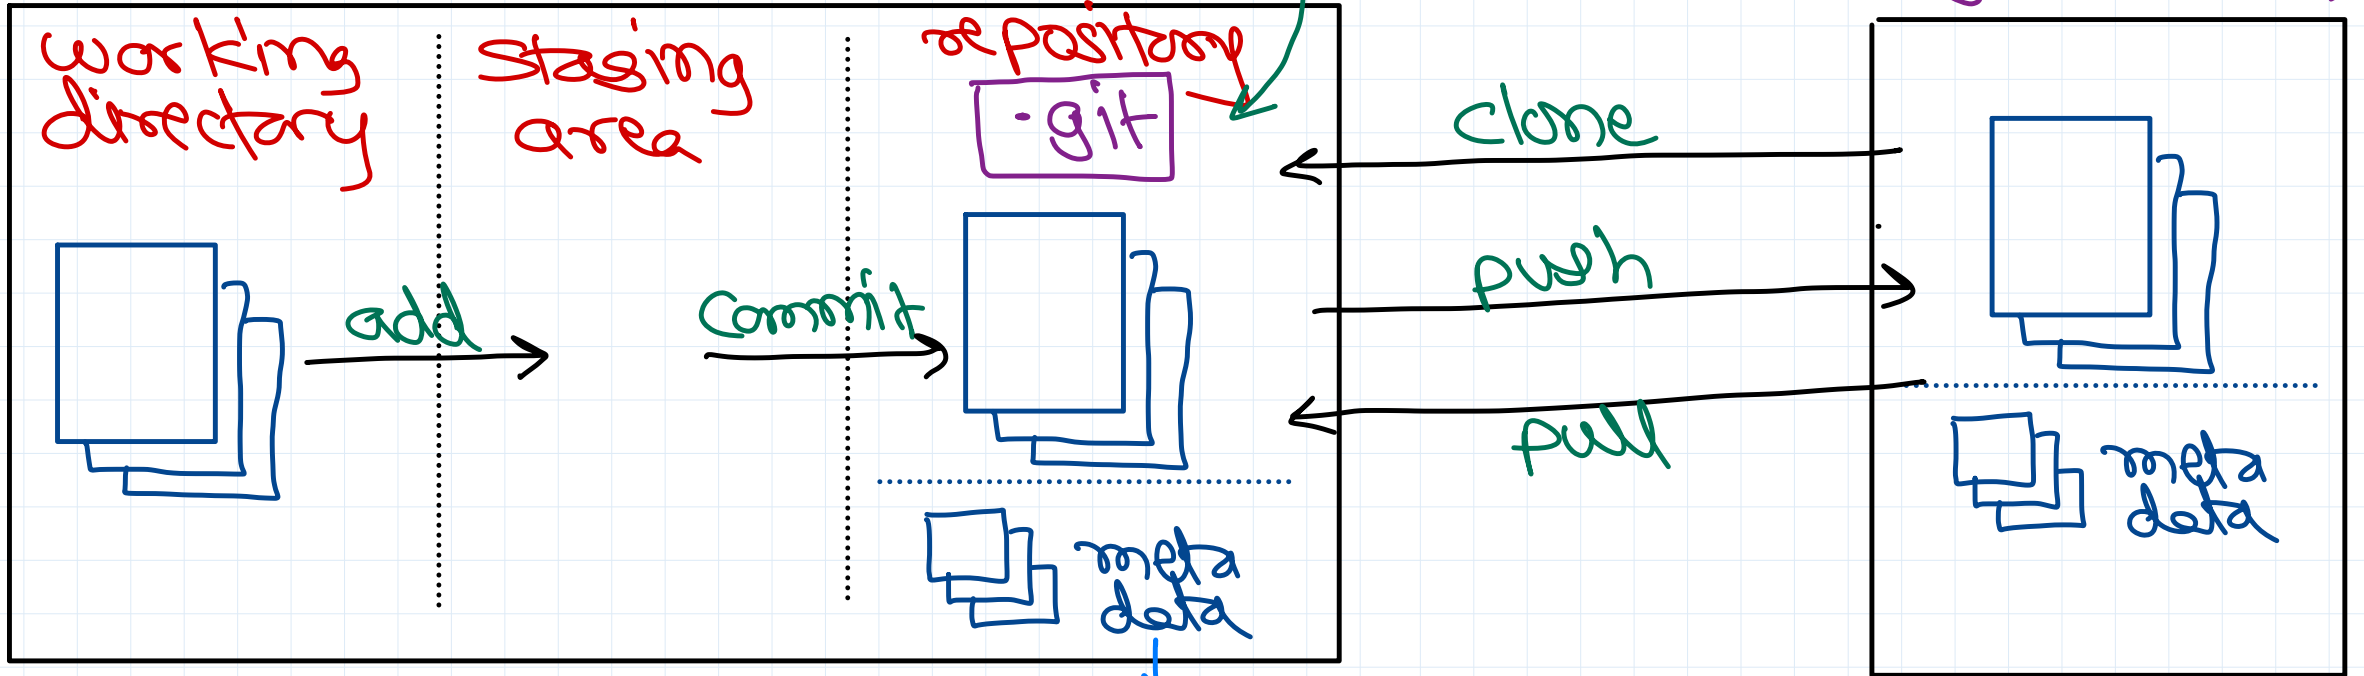 working
directory
staging
area
repository
.git
add
commit
clone
push
pull
meta
data
meta
data